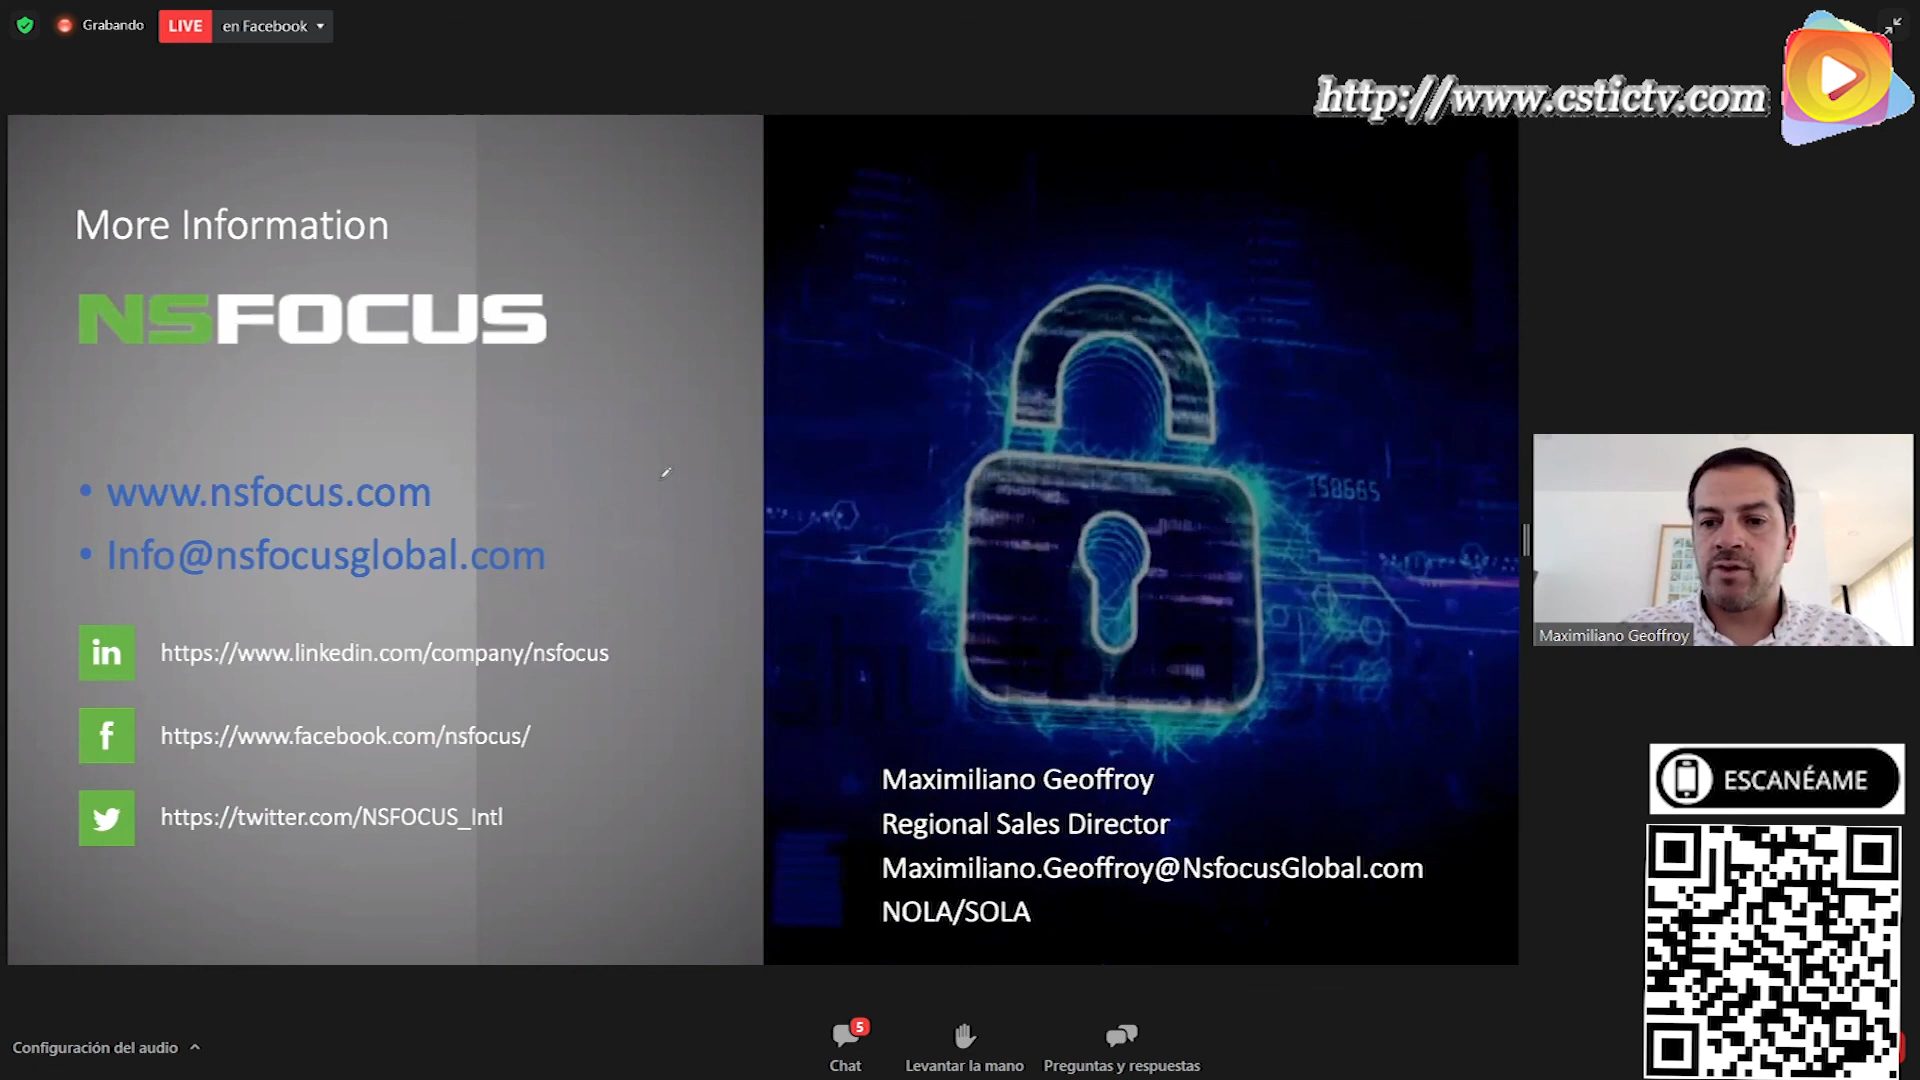 Grabando
LIVE
en Facebook
http://www.cstictv.com
More Information
NSFOCUS
• www.nsfocus.com
• Info@nsfocusglobal.com
in https://www.linkedin.com/company/nsfocus
f https://www.facebook.com/nsfocus/
https://twitter.com/NSFOCUS_Intl
158665
Maximiliano Geoffroy
Regional Sales Director
Maximiliano.Geoffroy@NsfocusGlobal.com
NOLA/SOLA
Maximiliano Geoffroy
ESCANÉAME
Configuración del audio
5
Chat
Levantar la mano
Preguntas y respuestas